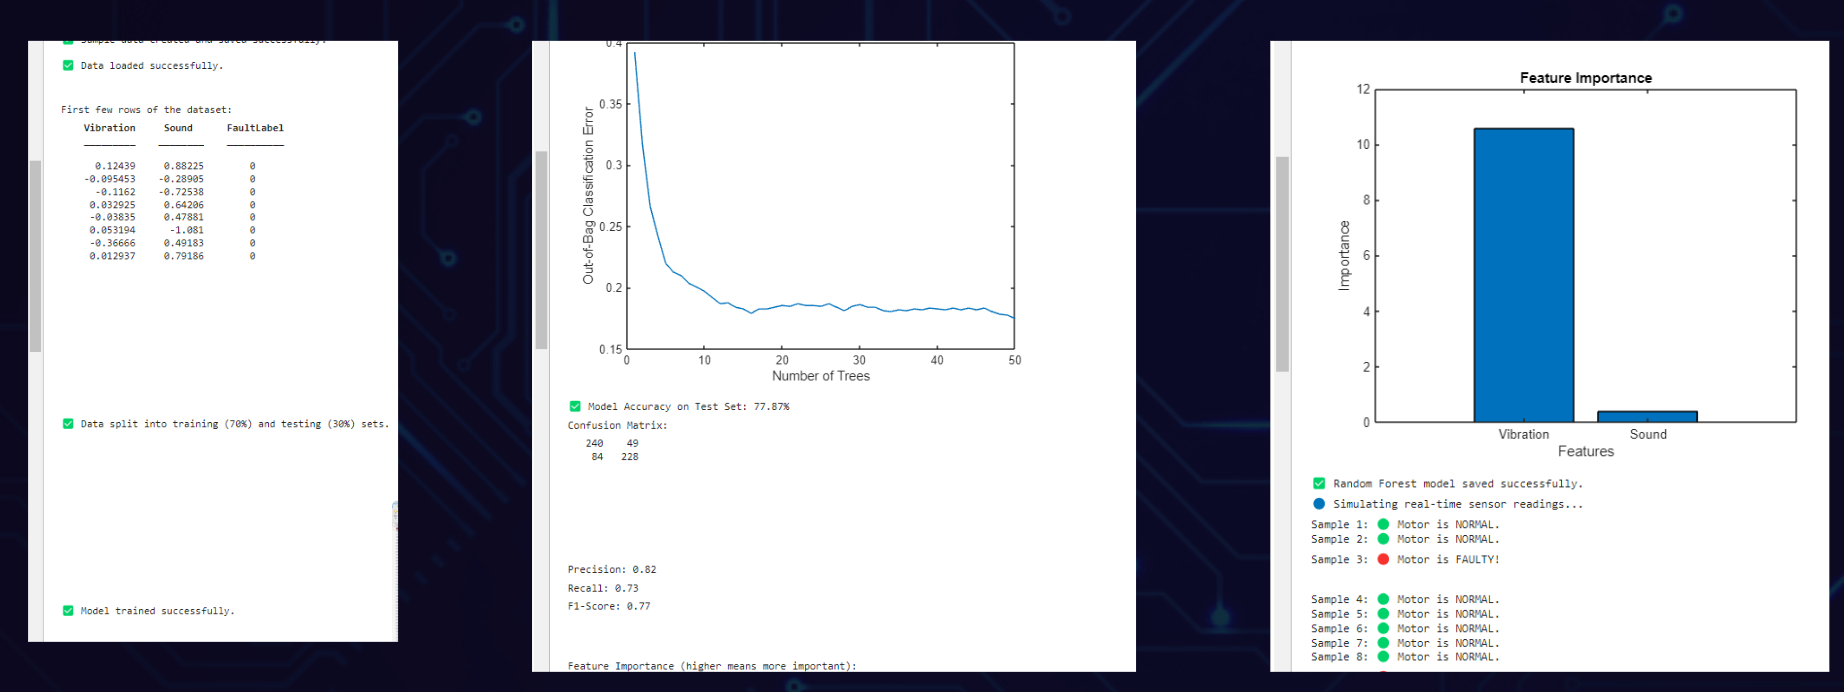 Sample data created and saved successfully.
Data loaded successfully.
First few rows of the dataset:
Vibration Sound FaultLabel
0.12439 0.88225 0
-0.095453 -0.28905 0
-0.1162 -0.72538 0
0.032925 0.64206 0
-0.03835 0.47881 0
0.053194 -1.081 0
-0.36666 0.49183 0
0.012937 0.79186 0
Data split into training (70%) and testing (30%) sets.
Model trained successfully.
0.4
0.35
0.3
0.25
0.2
0.15
Out-of-Bag Classification Error
0 10 20 30 40 50
Number of Trees
Model Accuracy on Test Set: 77.87%
Confusion Matrix:
240 49
84 228
Precision: 0.82
Recall: 0.73
F1-Score: 0.77
Feature Importance (higher means more important):
Feature Importance
12
10
8
6
4
2
0
Importance
Vibration Sound
Features
Random Forest model saved successfully.
Simulating real-time sensor readings...
Sample 1: Motor is NORMAL.
Sample 2: Motor is NORMAL.
Sample 3: Motor is FAULTY!
Sample 4: Motor is NORMAL.
Sample 5: Motor is NORMAL.
Sample 6: Motor is NORMAL.
Sample 7: Motor is NORMAL.
Sample 8: Motor is NORMAL.